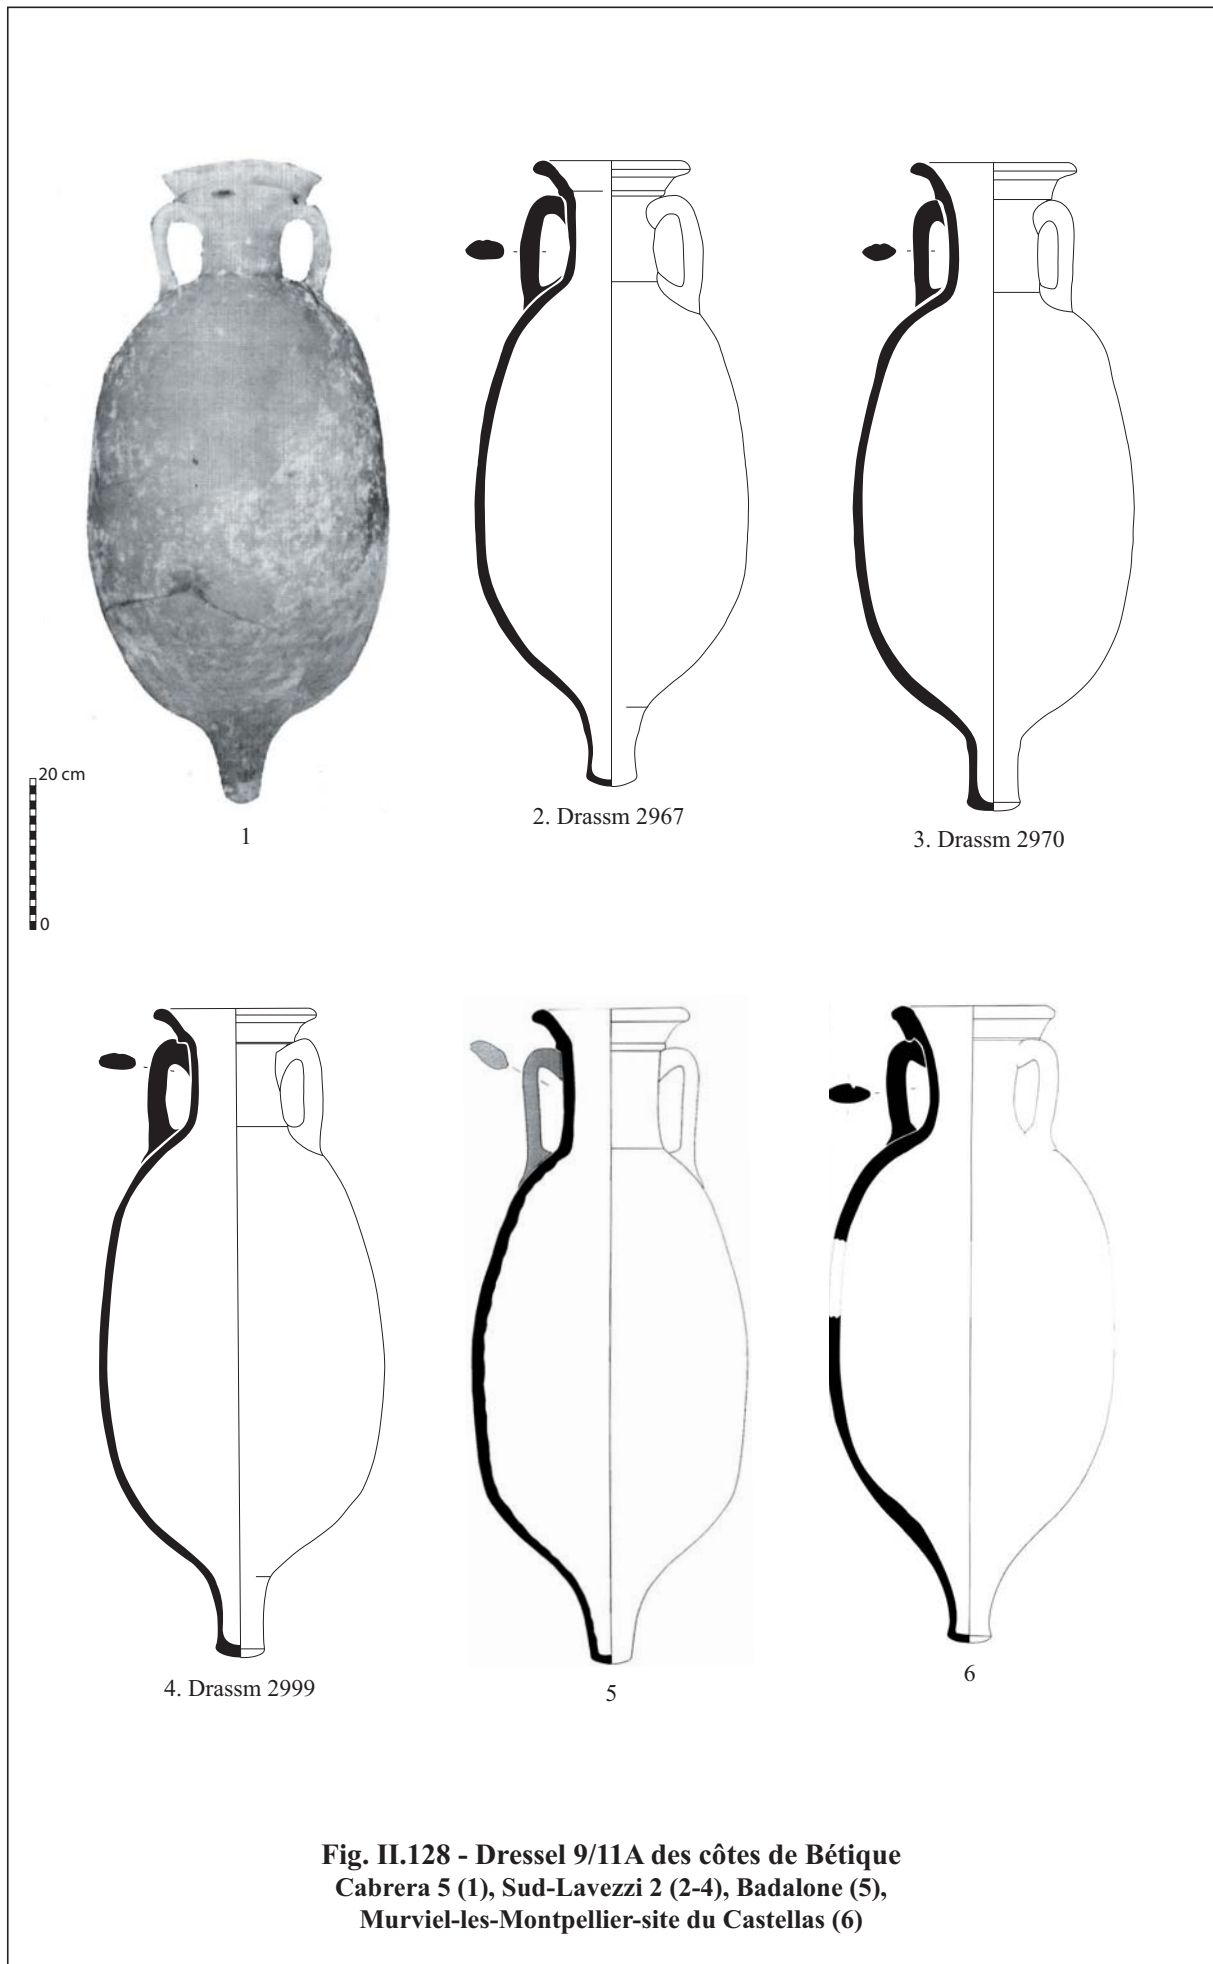 20 cm
0
1
2. Drassm 2967
3. Drassm 2970
4. Drassm 2999
5
6
Fig. II.128 - Dressel 9/11A des côtes de Bétique
Cabrera 5 (1), Sud-Lavezzi 2 (2-4), Badalone (5),
Murviel-les-Montpellier-site du Castellas (6)